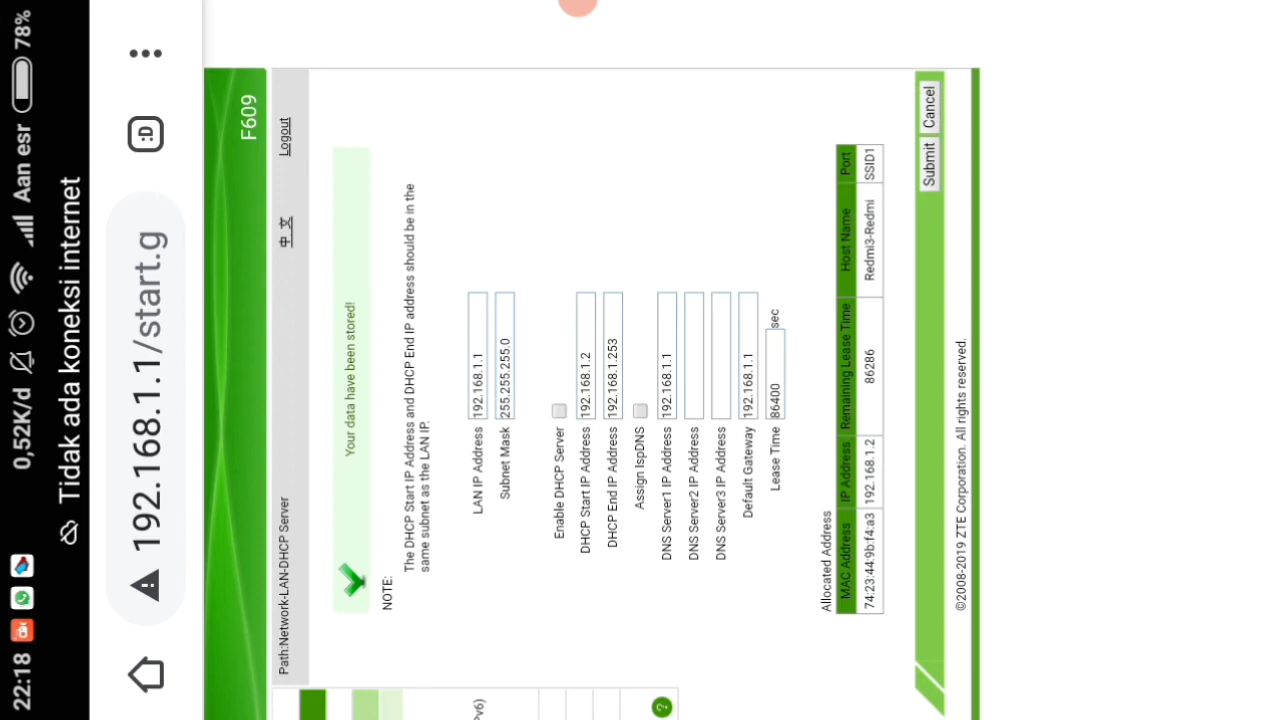 22:18 0,52K/d Aan esr 78%
Tidak ada koneksi internet
192.168.1.1/start.g :D
F609
Path:Network-LAN-DHCP Server 中 文 Logout
Your data have been stored!
NOTE:
The DHCP Start IP Address and DHCP End IP address should be in the
same subnet as the LAN IP.
LAN IP Address 192.168.1.1
Subnet Mask 255.255.255.0
Enable DHCP Server
DHCP Start IP Address 192.168.1.2
DHCP End IP Address 192.168.1.253
Assign IspDNS
DNS Server1 IP Address 192.168.1.1
DNS Server2 IP Address
DNS Server3 IP Address
Default Gateway 192.168.1.1
Lease Time 86400 sec
Allocated Address
MAC Address IP Address Remaining Lease Time Host Name Port
74:23:44:9b:f4:a3 192.168.1.2 86286 Redmi3-Redmi SSID1
Pv6)
?
Submit Cancel
©2008-2019 ZTE Corporation. All rights reserved.